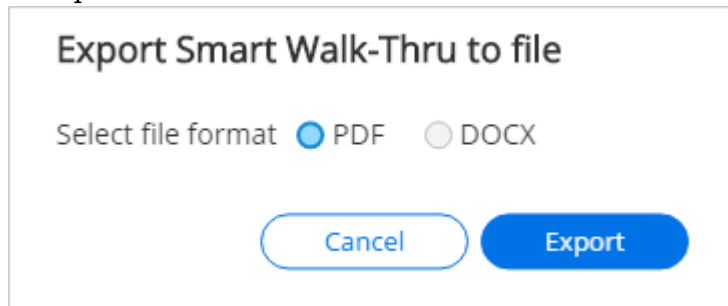 Export Smart Walk-Thru to file
Select file format PDF DOCX
Cancel Export